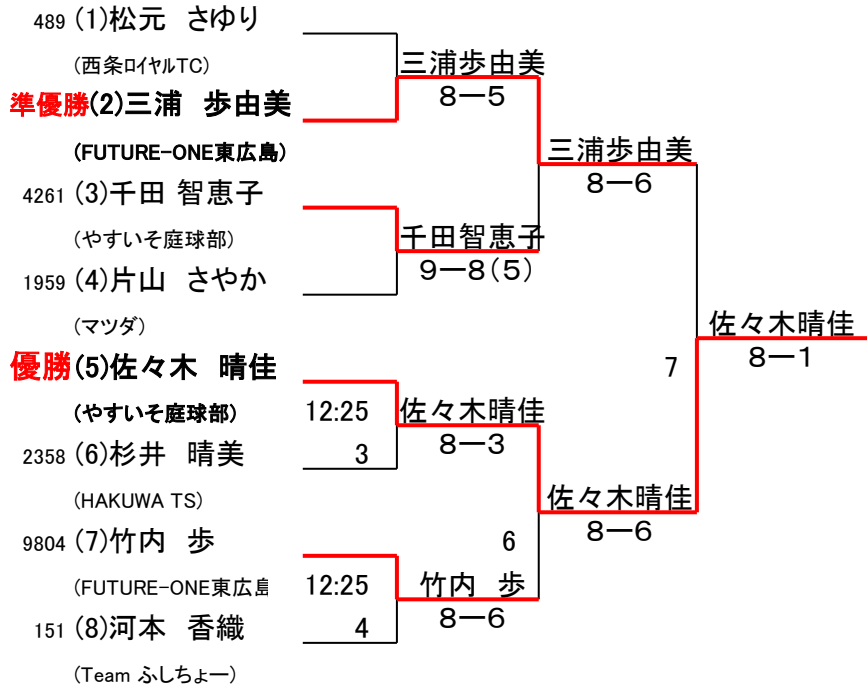 489 (1)松元　さゆり
(西条ﾛｲﾔﾙTC)
三浦歩由美
8－5
準優勝(2)三浦　歩由美
(FUTURE-ONE東広島)
三浦歩由美
8－6
4261 (3)千田 智恵子
(やすいそ庭球部)
千田智恵子
9－8(5)
1959 (4)片山　さやか
(マツダ)
佐々木晴佳
8－1
7
優勝(5)佐々木　晴佳
(やすいそ庭球部)
12:25
佐々木晴佳
8－3
2358 (6)杉井　晴美
3
(HAKUWA TS)
佐々木晴佳
8－6
9804 (7)竹内　歩
6
(FUTURE-ONE東広島
12:25
竹内　歩
8－6
151 (8)河本　香織
4
(Team ふしちょー)